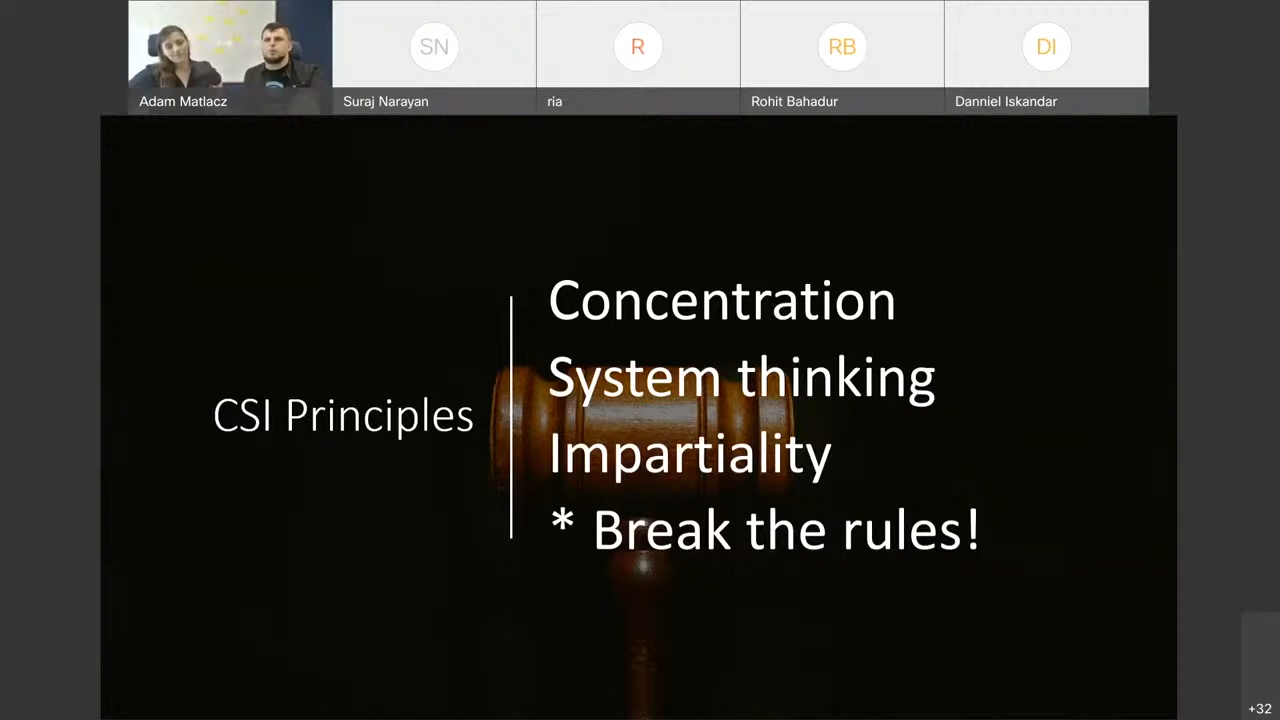 SN
R
RB
DI
Adam Matlacz
Suraj Narayan
ria
Rohit Bahadur
Danniel Iskandar
CSI Principles
Concentration
System thinking
Impartiality
* Break the rules!
+32